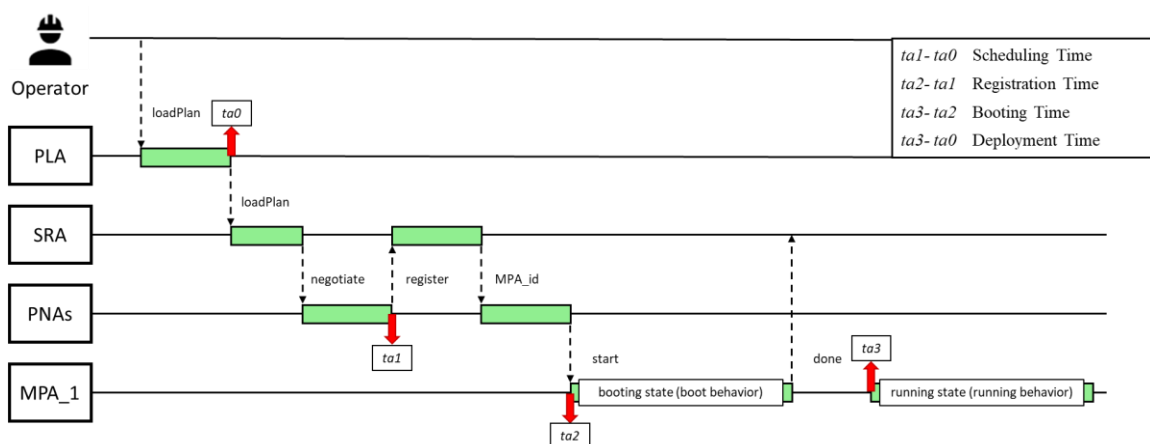 Operator
ta1- ta0 Scheduling Time
ta2- ta1 Registration Time
ta3- ta2 Booting Time
ta3- ta0 Deployment Time
loadPlan
ta0
PLA
loadPlan
SRA
negotiate
register
MPA_id
PNAs
ta1
start
done
ta3
MPA_1
booting state (boot behavior)
running state (running behavior)
ta2